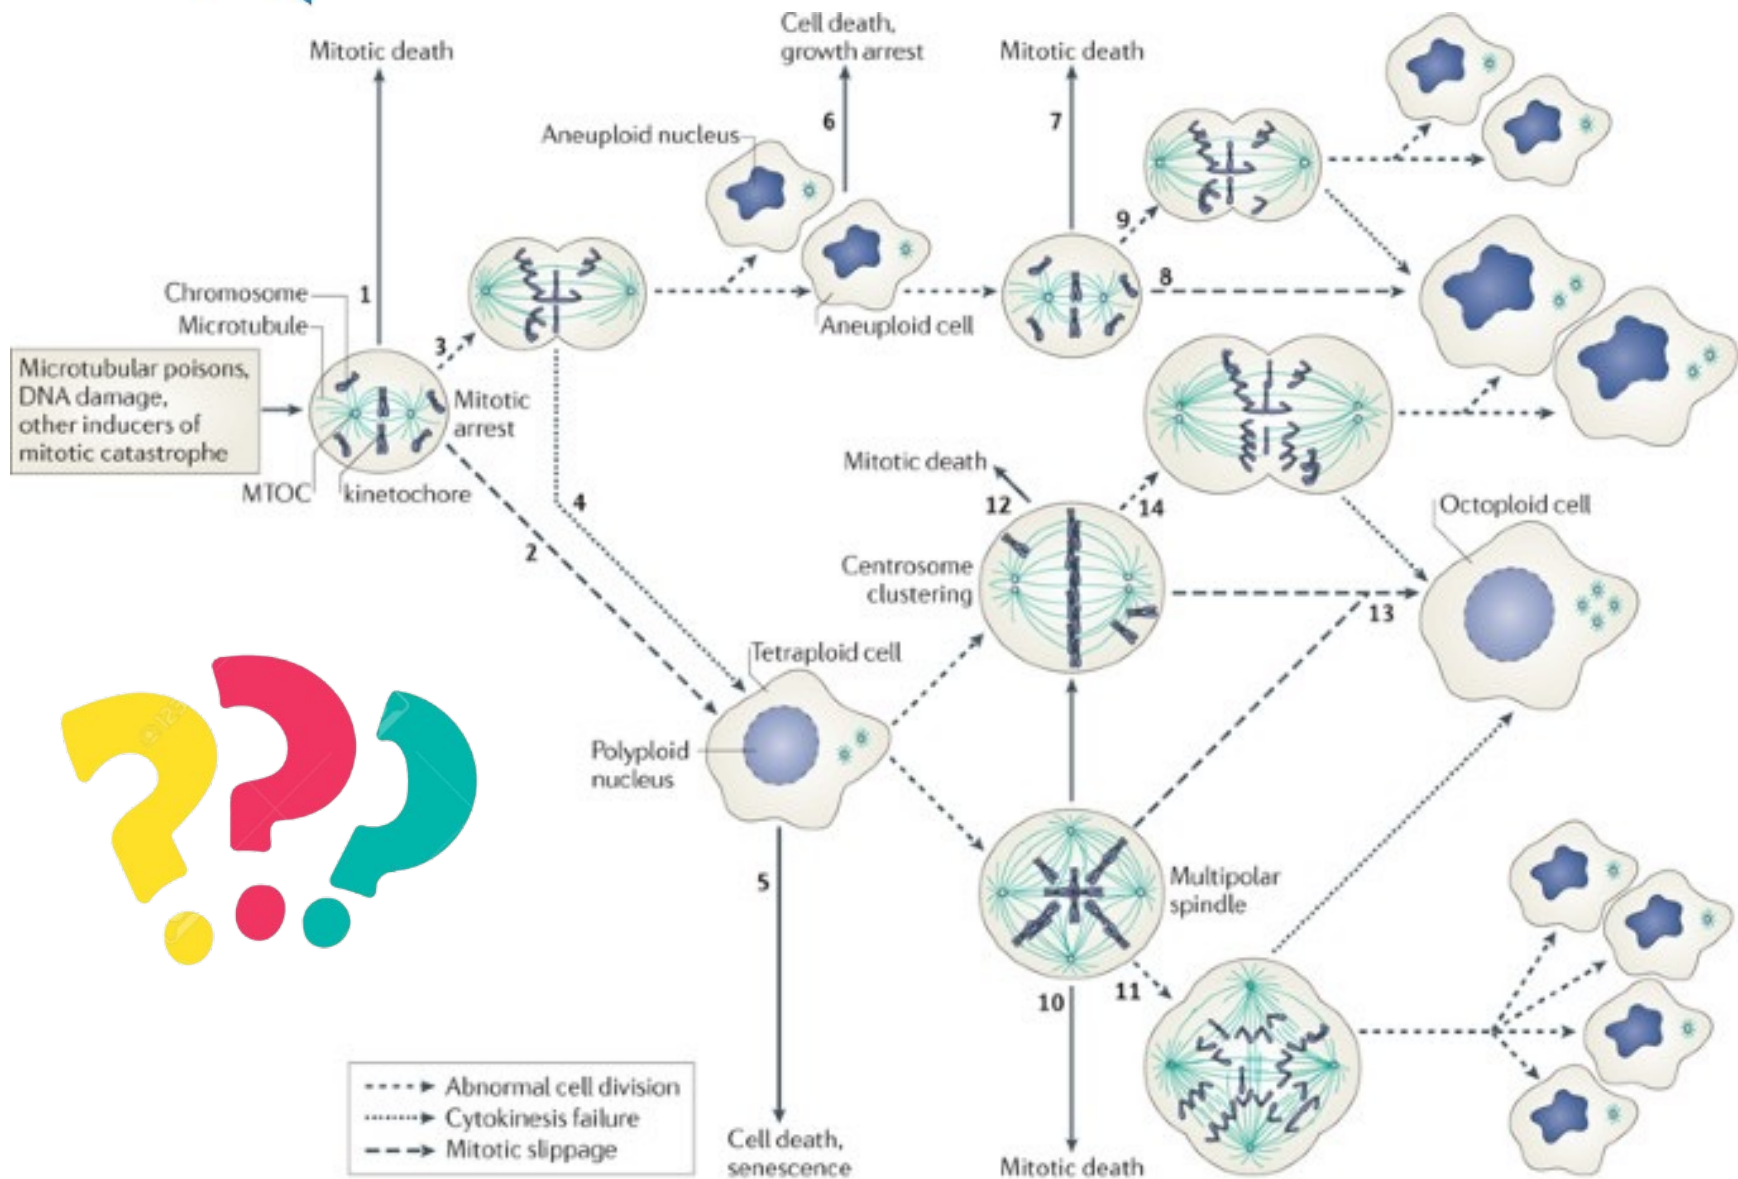 Cell death,
growth arrest
Mitotic death
Mitotic death
6
7
Aneuploid nucleus
9
Chromosome
1
8
Microtubule
Aneuploid cell
3
Microtubular poisons,
DNA damage,
other inducers of
mitotic catastrophe
Mitotic
arrest
MTOC
kinetochore
4
Mitotic death
12
14
Octoploid cell
2
Centrosome
clustering
13
Tetraploid cell
Polyploid
nucleus
5
Multipolar
spindle
10
11
Abnormal cell division
Cytokinesis failure
Mitotic slippage
Cell death,
senescence
Mitotic death